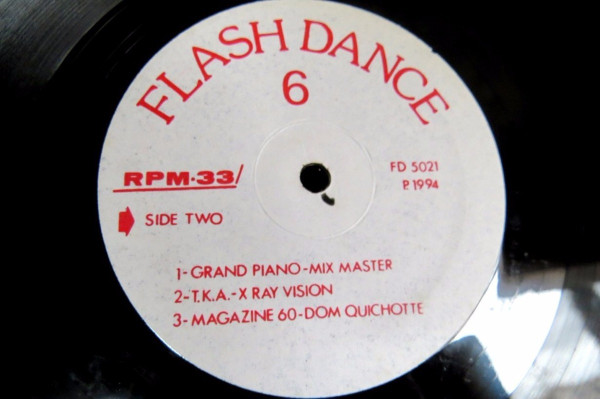 FLASH DANCE
6
RPM·33/
FD 5021
P. 1994
SIDE TWO
1-GRAND PIANO-MIX MASTER
2-T.K.A.-X RAY VISION
3-MAGAZINE 60-DOM QUICHOTTE